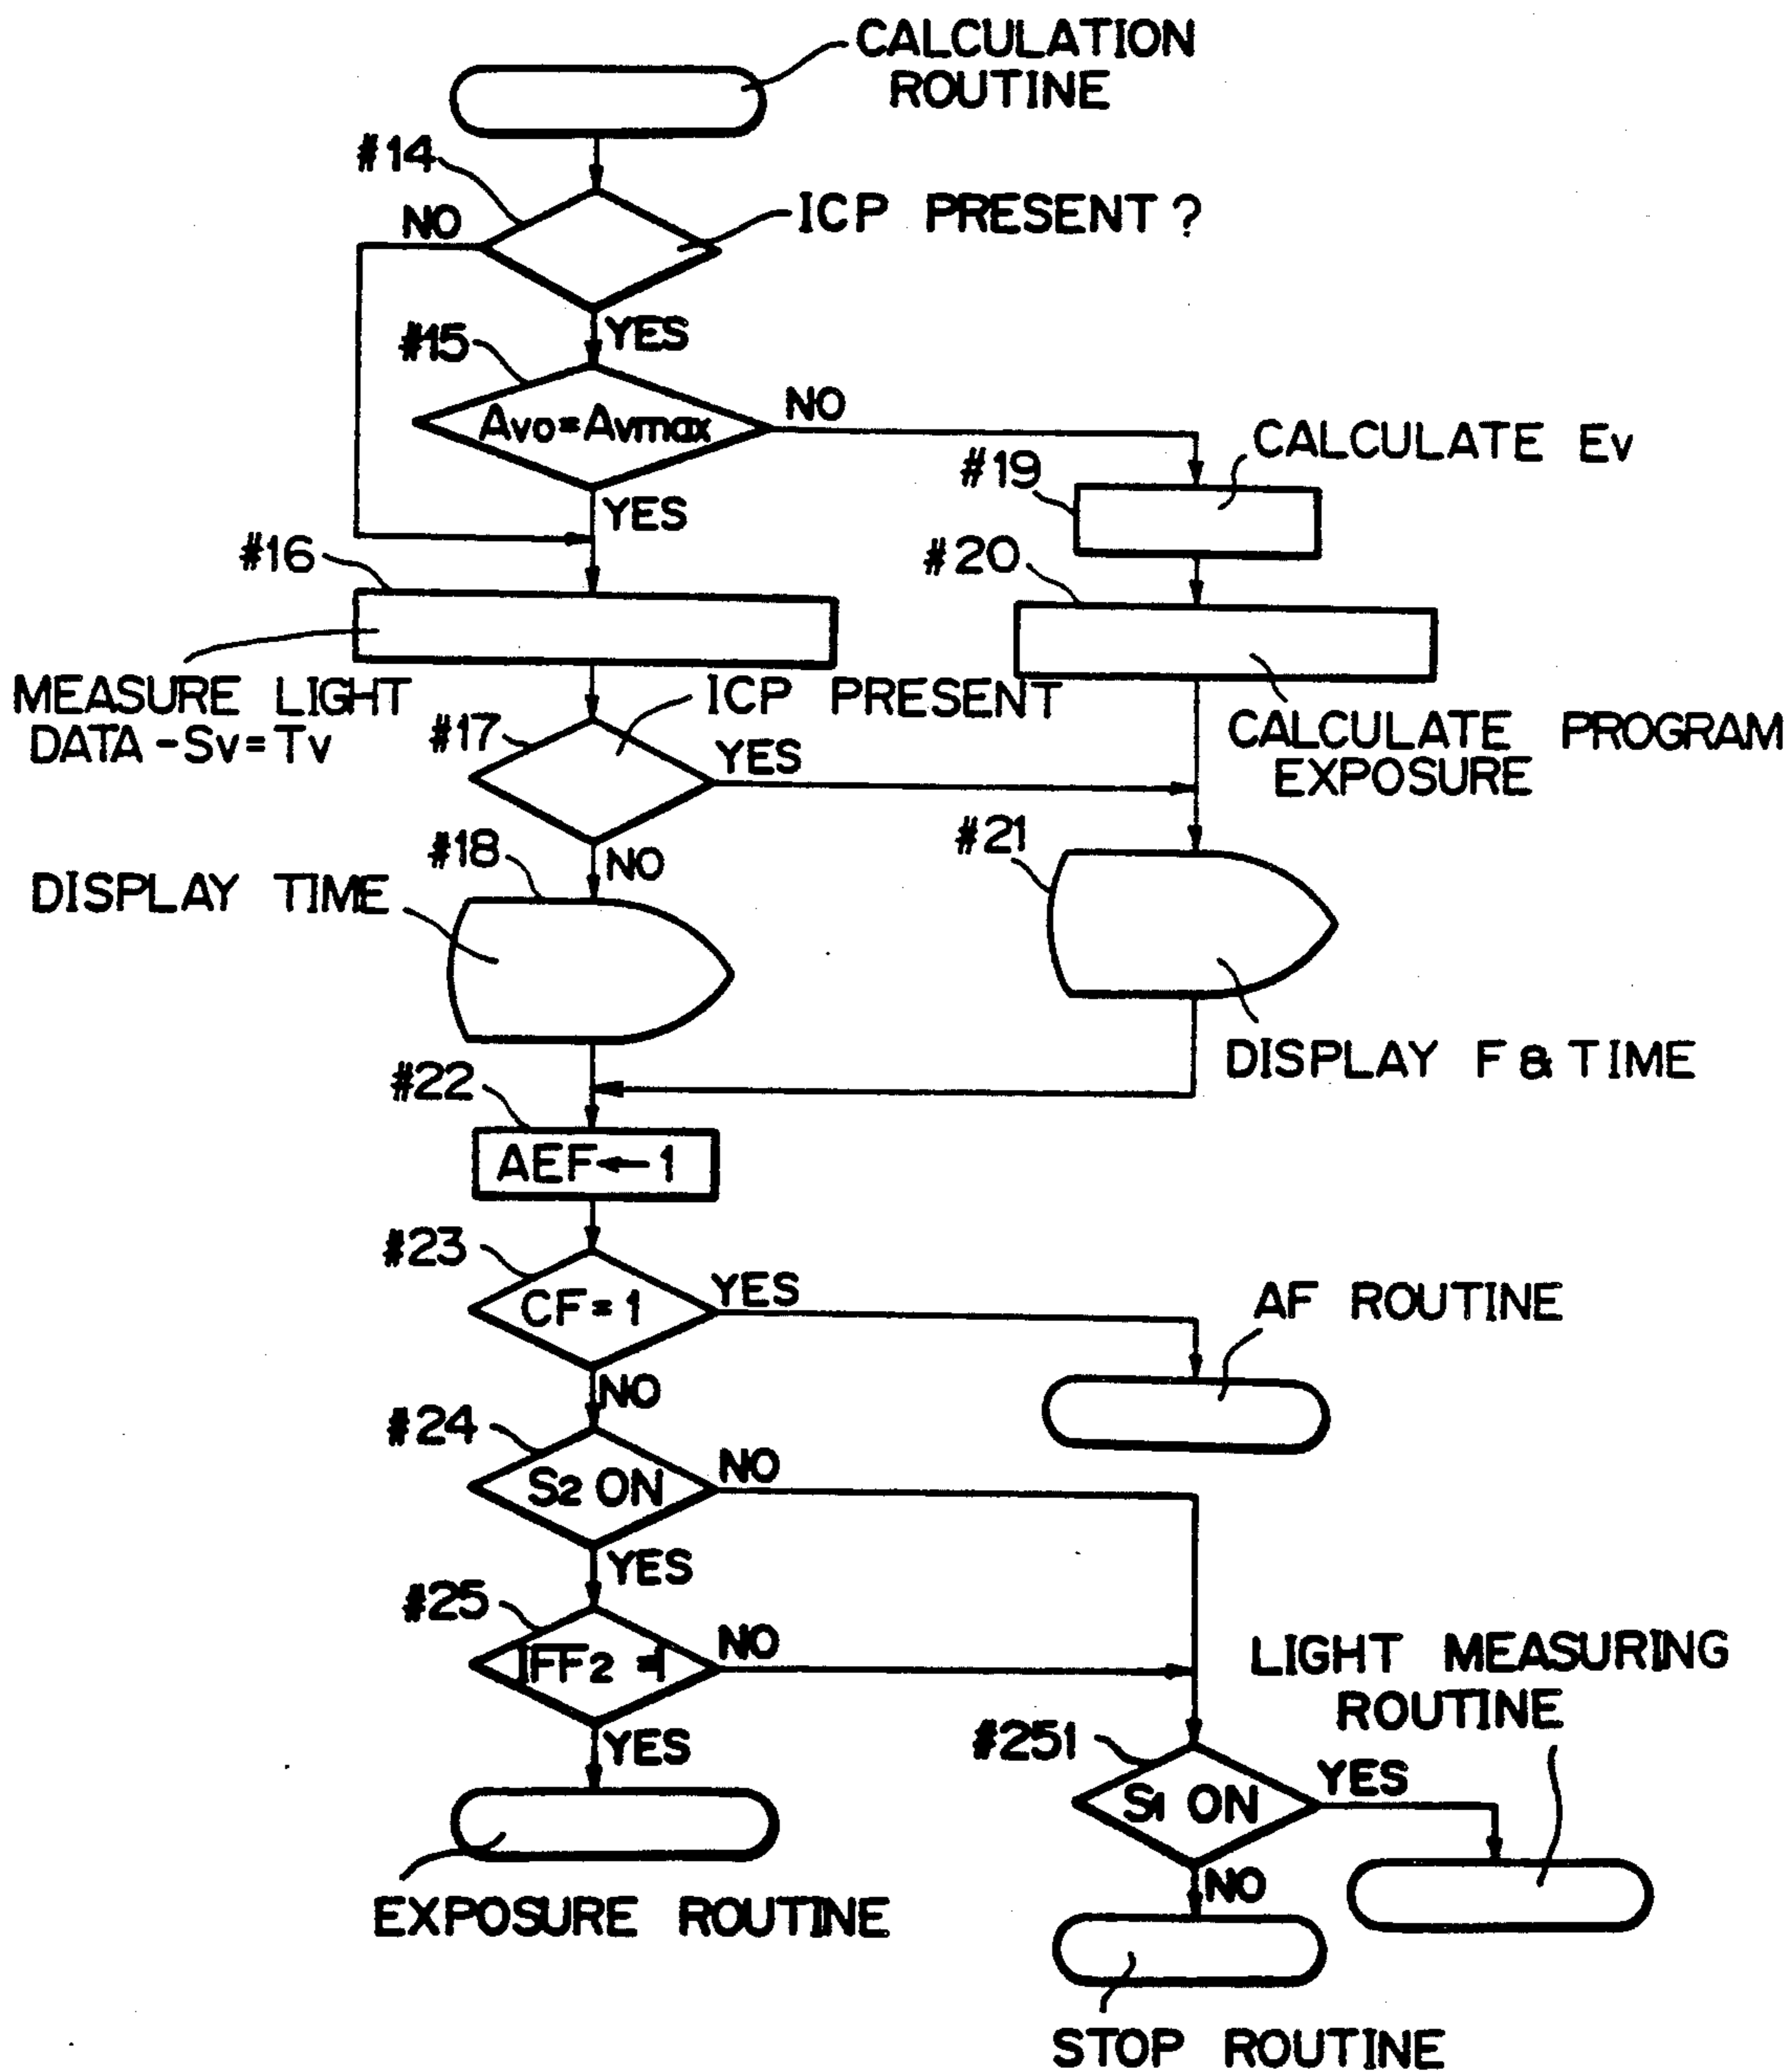 CALCULATION
ROUTINE
#14
NO
ICP PRESENT?
YES
#15
Avo=Avmax
NO
YES
CALCULATE Ev
#19
#16
#20
MEASURE LIGHT
DATA-Sv=Tv
ICP PRESENT
#17
YES
CALCULATE PROGRAM
EXPOSURE
NO
#18
#21
DISPLAY TIME
DISPLAY F & TIME
#22
AEF←1
#23
CF=1
YES
AF ROUTINE
NO
#24
S2 ON
NO
YES
#25
IFF2=1
NO
YES
LIGHT MEASURING
ROUTINE
#251
S1 ON
YES
NO
EXPOSURE ROUTINE
STOP ROUTINE